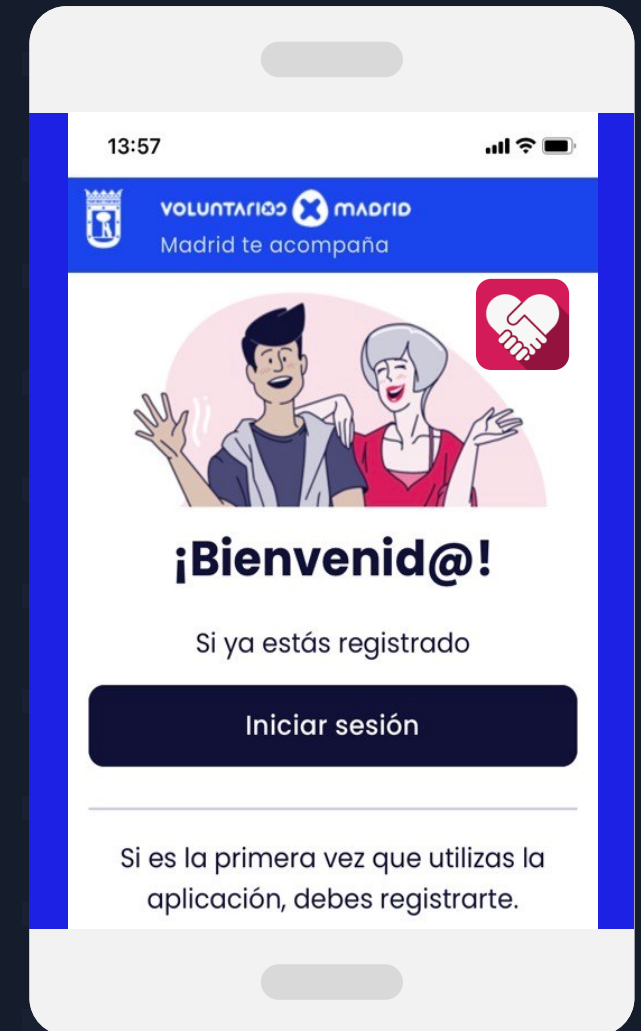 13:57
VOLUNTARIOS X MADRID
Madrid te acompaña
¡Bienvenid@!
Si ya estás registrado
Iniciar sesión
Si es la primera vez que utilizas la
aplicación, debes registrarte.